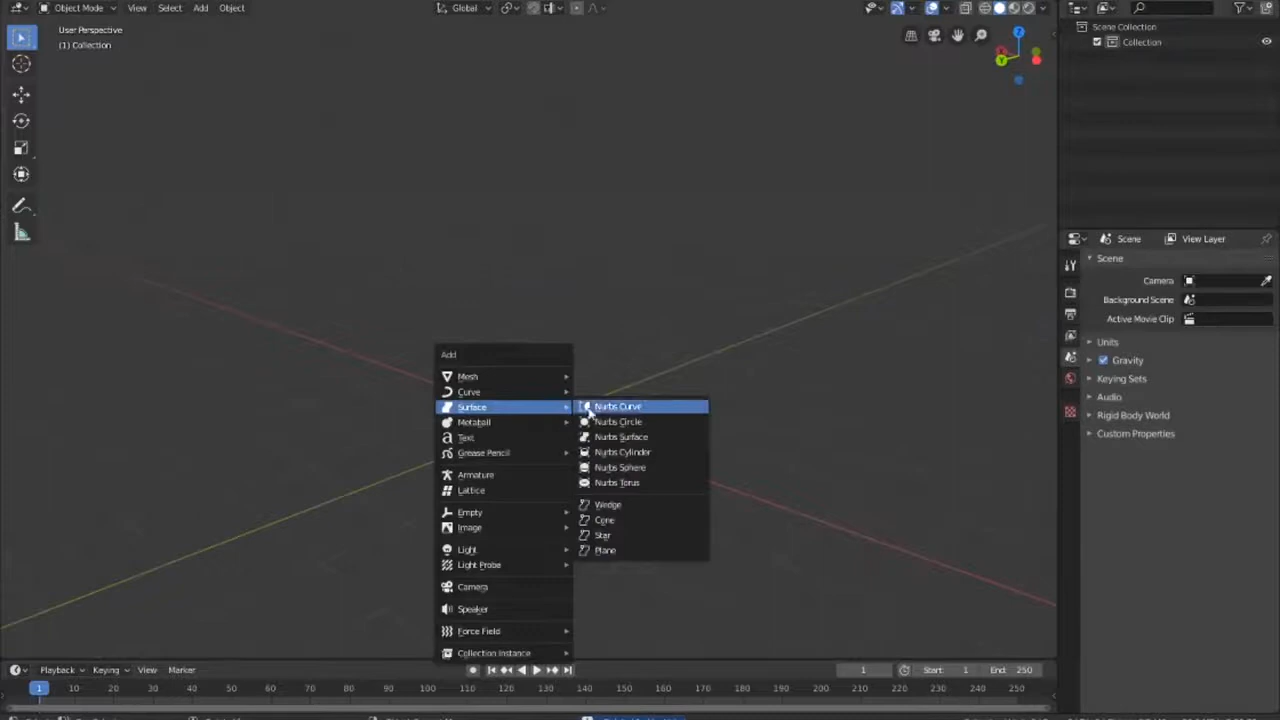 Object Mode View Select Add Object Global
User Perspective
(1) Collection
Z
Y
Scene Collection
Collection
Scene View Layer
Scene
Camera
Background Scene
Active Movie Clip
Units
Gravity
Keying Sets
Audio
Rigid Body World
Custom Properties
Add
Mesh
Curve
Surface
Metaball
Text
Grease Pencil
Armature
Lattice
Empty
Image
Light
Light Probe
Camera
Speaker
Force Field
Collection Instance
Nurbs Curve
Nurbs Circle
Nurbs Surface
Nurbs Cylinder
Nurbs Sphere
Nurbs Torus
Wedge
Cone
Star
Plane
Playback Keying View Marker 1 Start: 1 End: 250
1 10 20 30 40 50 60 70 80 90 100 110 120 130 140 150 160 170 180 190 200 210 220 230 240 250